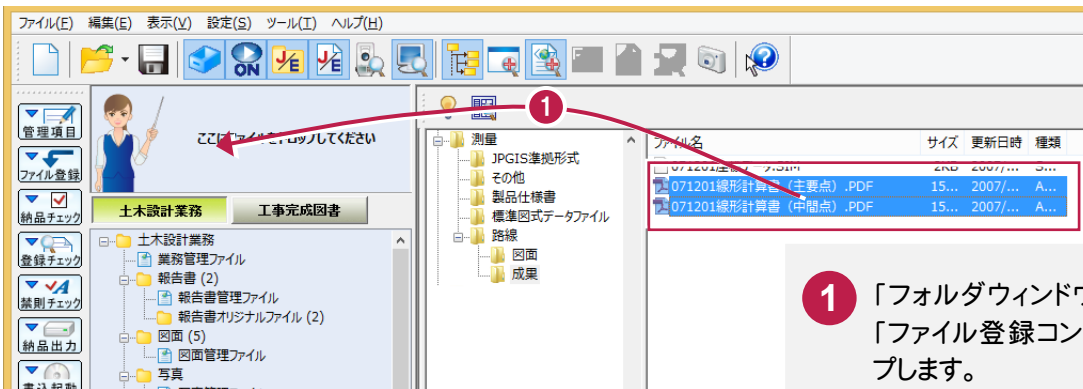 ファイル(F) 編集(E) 表示(V) 設定(S) ツール(T) ヘルプ(H)
ON J/E J/E
管理項目
ファイル登録
納品チェック
登録チェック
禁則チェック
納品出力
書込起動
ここにファイルをドロップしてください
1
土木設計業務 工事完成図書
土木設計業務
業務管理ファイル
報告書 (2)
報告書管理ファイル
報告書オリジナルファイル (2)
図面 (5)
図面管理ファイル
写真
測量
JPGIS準拠形式
その他
製品仕様書
標準図式データファイル
路線
図面
成果
ファイル名 サイズ 更新日時 種類
.SIM 2KB 2007/... S...
071201線形計算書（主要点）.PDF 15... 2007/... A...
071201線形計算書（中間点）.PDF 15... 2007/... A...
1 「フォルダウィンドウ
「ファイル登録コン
プします。